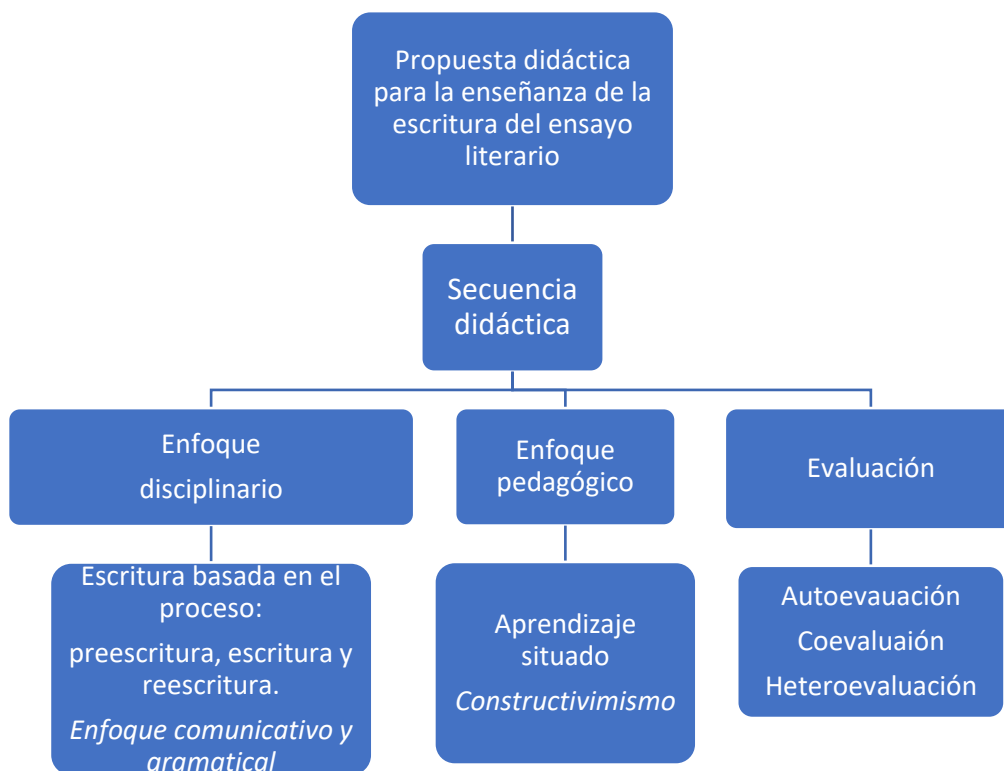 Propuesta didáctica
para la enseñanza de la
escritura del ensayo
literario
Secuencia
didáctica
Enfoque
disciplinario
Enfoque
pedagógico
Evaluación
Escritura basada en el
proceso:
preescritura, escritura y
reescritura.
Enfoque comunicativo y
gramatical
Aprendizaje
situado
Constructivimismo
Autoevauación
Coevaluaión
Heteroevaluación